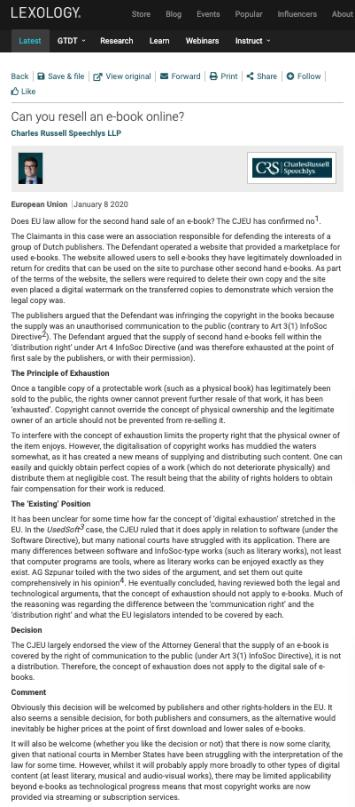 LEXOLOGY.
Store Blog Events Popular Influencers About
Latest GTDT Research Learn Webinars Instruct
Back Save & file View original Forward Print Share Follow
Like
Can you resell an e-book online?
Charles Russell Speechlys LLP
CRS CharlesRussell Speechlys
European Union | January 8 2020
Does EU law allow for the second hand sale of an e-book? The CJEU has confirmed no1.
The Claimants in this case were an association responsible for defending the interests of a
group of Dutch publishers. The Defendant operated a website that provided a marketplace for
used e-books. The website allowed users to sell e-books they have legitimately downloaded in
return for credits that can be used on the site to purchase other second hand e-books. As part
of the terms of the website, the sellers were required to delete their own copy and the site
even placed a digital watermark on the transferred copies to demonstrate which version the
legal copy was.
The publishers argued that the Defendant was infringing the copyright in the books because
the supply was an unauthorised communication to the public (contrary to Art 3(1) InfoSoc
Directive2). The Defendant argued that the supply of second hand e-books fell within the
'distribution right' under Art 4 InfoSoc Directive (and was therefore exhausted at the point of
first sale by the publishers, or with their permission).
The Principle of Exhaustion
Once a tangible copy of a protectable work (such as a physical book) has legitimately been
sold to the public, the rights owner cannot prevent further resale of that work, it has been
'exhausted'. Copyright cannot override the concept of physical ownership and the legitimate
owner of an article should not be prevented from re-selling it.
To interfere with the concept of exhaustion limits the property right that the physical owner of
the item enjoys. However, the digitalisation of copyright works has muddied the waters
somewhat, as it has created a new means of supplying and distributing such content. One can
easily and quickly obtain perfect copies of a work (which do not deteriorate physically) and
distribute them at negligible cost. The result being that the ability of rights holders to obtain
fair compensation for their work is reduced.
The 'Existing' Position
It has been unclear for some time how far the concept of 'digital exhaustion' stretched in the
EU. In the UsedSoft3 case, the CJEU ruled that it does apply in relation to software (under the
Software Directive), but many national courts have struggled with its application. There are
many differences between software and InfoSoc-type works (such as literary works), not least
that computer programs are tools, where as literary works can be enjoyed exactly as they
exist. AG Szpunar toiled with the two sides of the argument, and set them out quite
comprehensively in his opinion4. He eventually concluded, having reviewed both the legal and
technological arguments, that the concept of exhaustion should not apply to e-books. Much of
the reasoning was regarding the difference between the 'communication right' and the
'distribution right' and what the EU legislators intended to be covered by each.
Decision
The CJEU largely endorsed the view of the Attorney General that the supply of an e-book is
covered by the right of communication to the public (under Art 3(1) InfoSoc Directive), it is not
a distribution. Therefore, the concept of exhaustion does not apply to the digital sale of e-
books.
Comment
Obviously this decision will be welcomed by publishers and other rights-holders in the EU. It
also seems a sensible decision, for both publishers and consumers, as the alternative would
inevitably be higher prices at the point of first download and lower sales of e-books.
It will also be welcome (whether you like the decision or not) that there is now some clarity,
given that national courts in Member States have been struggling with the interpretation of the
law for some time. However, whilst it will probably apply more broadly to other types of digital
content (at least literary, musical and audio-visual works), there may be limited applicability
beyond e-books as technological progress means that most copyright works are now
provided via streaming or subscription services.